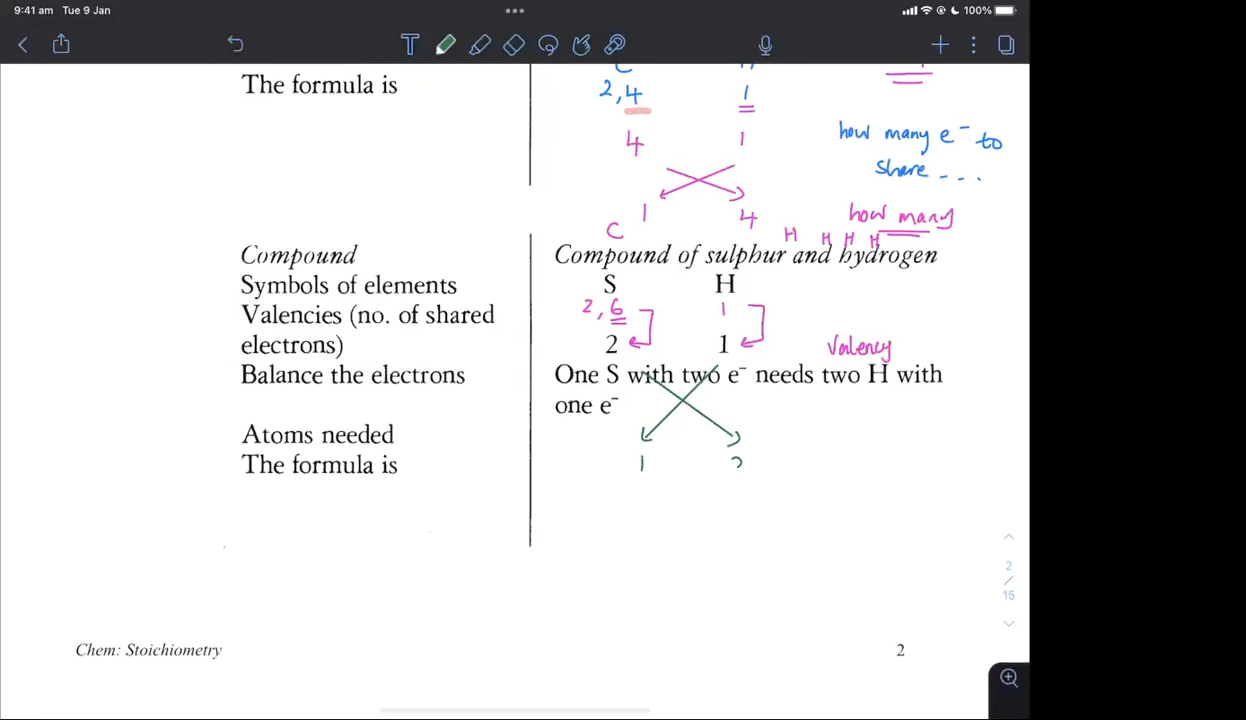 9:41 am Tue 9 Jan
100%
The formula is
2,4
1
4
1
how many e⁻ to
share ...
1
4
how many
C
H H H H
Compound
Compound of sulphur and hydrogen
Symbols of elements
S
H
2,6
1
Valencies (no. of shared
electrons)
2
1
Valency
Balance the electrons
One S with two e⁻ needs two H with
one e⁻
Atoms needed
The formula is
1
2
2
/
15
Chem: Stoichiometry
2